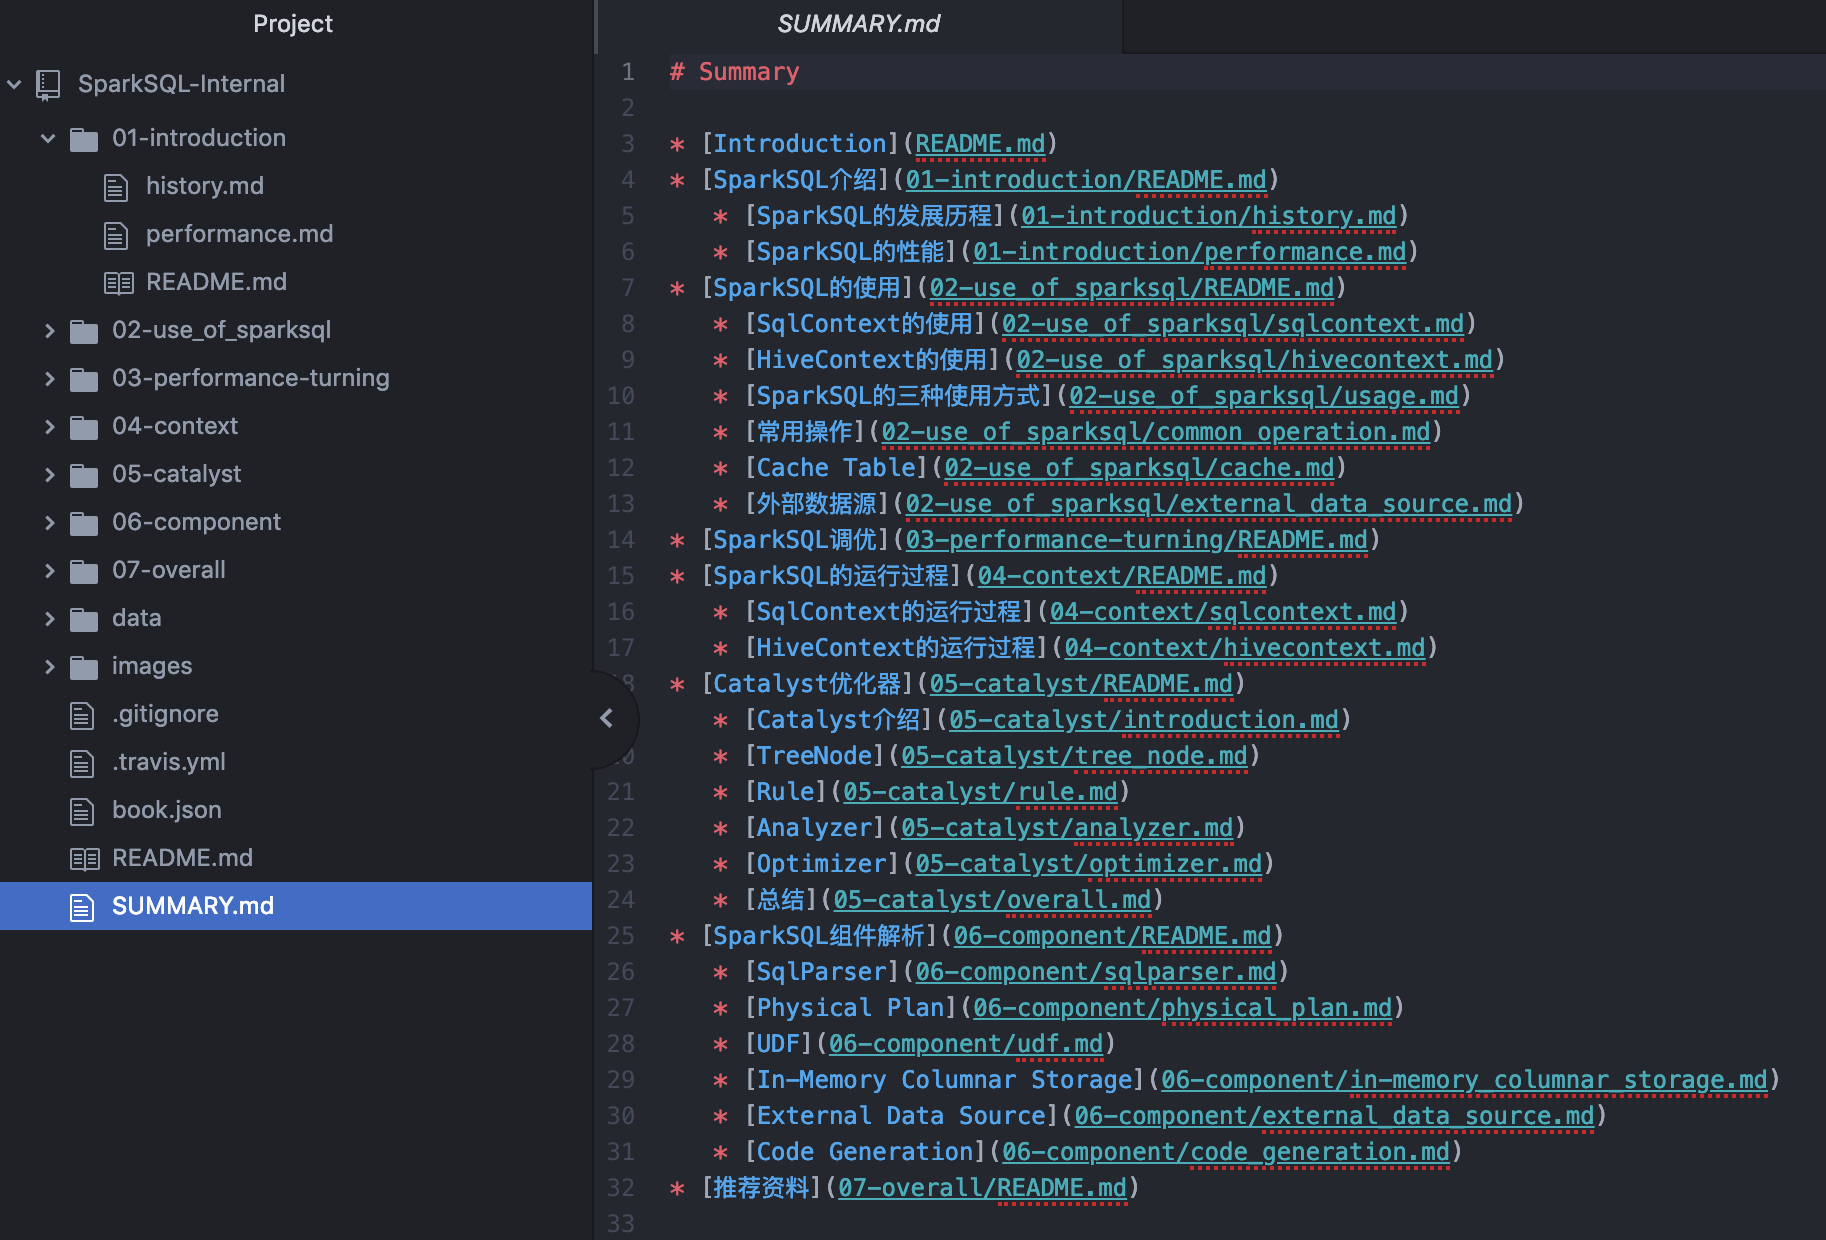 Project
SparkSQL-Internal
01-introduction
history.md
performance.md
README.md
02-use_of_sparksql
03-performance-turning
04-context
05-catalyst
06-component
07-overall
data
images
.gitignore
.travis.yml
book.json
README.md
SUMMARY.md
SUMMARY.md
1 # Summary
2
3 * [Introduction](README.md)
4 * [SparkSQL介绍](01-introduction/README.md)
5 * [SparkSQL的发展历程](01-introduction/history.md)
6 * [SparkSQL的性能](01-introduction/performance.md)
7 * [SparkSQL的使用](02-use_of_sparksql/README.md)
8 * [SqlContext的使用](02-use_of_sparksql/sqlcontext.md)
9 * [HiveContext的使用](02-use_of_sparksql/hivecontext.md)
10 * [SparkSQL的三种使用方式](02-use_of_sparksql/usage.md)
11 * [常用操作](02-use_of_sparksql/common_operation.md)
12 * [Cache Table](02-use_of_sparksql/cache.md)
13 * [外部数据源](02-use_of_sparksql/external_data_source.md)
14 * [SparkSQL调优](03-performance-turning/README.md)
15 * [SparkSQL的运行过程](04-context/README.md)
16 * [SqlContext的运行过程](04-context/sqlcontext.md)
17 * [HiveContext的运行过程](04-context/hivecontext.md)
* [Catalyst优化器](05-catalyst/README.md)
* [Catalyst介绍](05-catalyst/introduction.md)
* [TreeNode](05-catalyst/tree_node.md)
21 * [Rule](05-catalyst/rule.md)
22 * [Analyzer](05-catalyst/analyzer.md)
23 * [Optimizer](05-catalyst/optimizer.md)
24 * [总结](05-catalyst/overall.md)
25 * [SparkSQL组件解析](06-component/README.md)
26 * [SqlParser](06-component/sqlparser.md)
27 * [Physical Plan](06-component/physical_plan.md)
28 * [UDF](06-component/udf.md)
29 * [In-Memory Columnar Storage](06-component/in-memory_columnar_storage.md)
30 * [External Data Source](06-component/external_data_source.md)
31 * [Code Generation](06-component/code_generation.md)
32 * [推荐资料](07-overall/README.md)
33